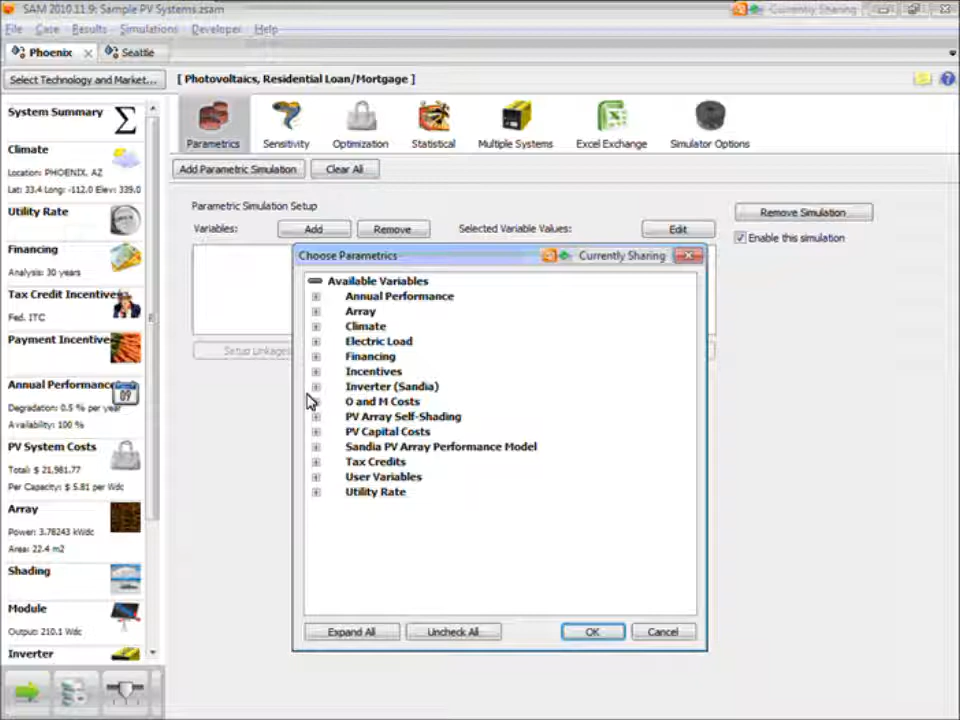 SAM 2010.11.9: Sample PV Systems.zsam
Currently Sharing
File Case Results Simulations Developer Help
Phoenix Seattle
Select Technology and Market... [ Photovoltaics, Residential Loan/Mortgage ]
System Summary
Climate
Location: PHOENIX, AZ
Lat: 33.4 Long: -112.0 Elev: 339.0
Utility Rate
Financing
Analysis: 30 years
Tax Credit Incentives
Fed. ITC
Payment Incentive
Annual Performance
09
Degradation: 0.5 % per year
Availability: 100 %
PV System Costs
Total: $ 21,981.77
Per Capacity: $ 5.81 per Wdc
Array
Power: 3.78243 kWdc
Area: 22.4 m2
Shading
Module
Output: 210.1 Wdc
Inverter
Parametrics Sensitivity Optimization Statistical Multiple Systems Excel Exchange Simulator Options
Add Parametric Simulation Clear All
Parametric Simulation Setup
Variables: Add Remove Selected Variable Values: Edit
Remove Simulation
Enable this simulation
Setup Linkages
Choose Parametrics Currently Sharing
Available Variables
Annual Performance
Array
Climate
Electric Load
Financing
Incentives
Inverter (Sandia)
O and M Costs
PV Array Self-Shading
PV Capital Costs
Sandia PV Array Performance Model
Tax Credits
User Variables
Utility Rate
Expand All Uncheck All OK Cancel